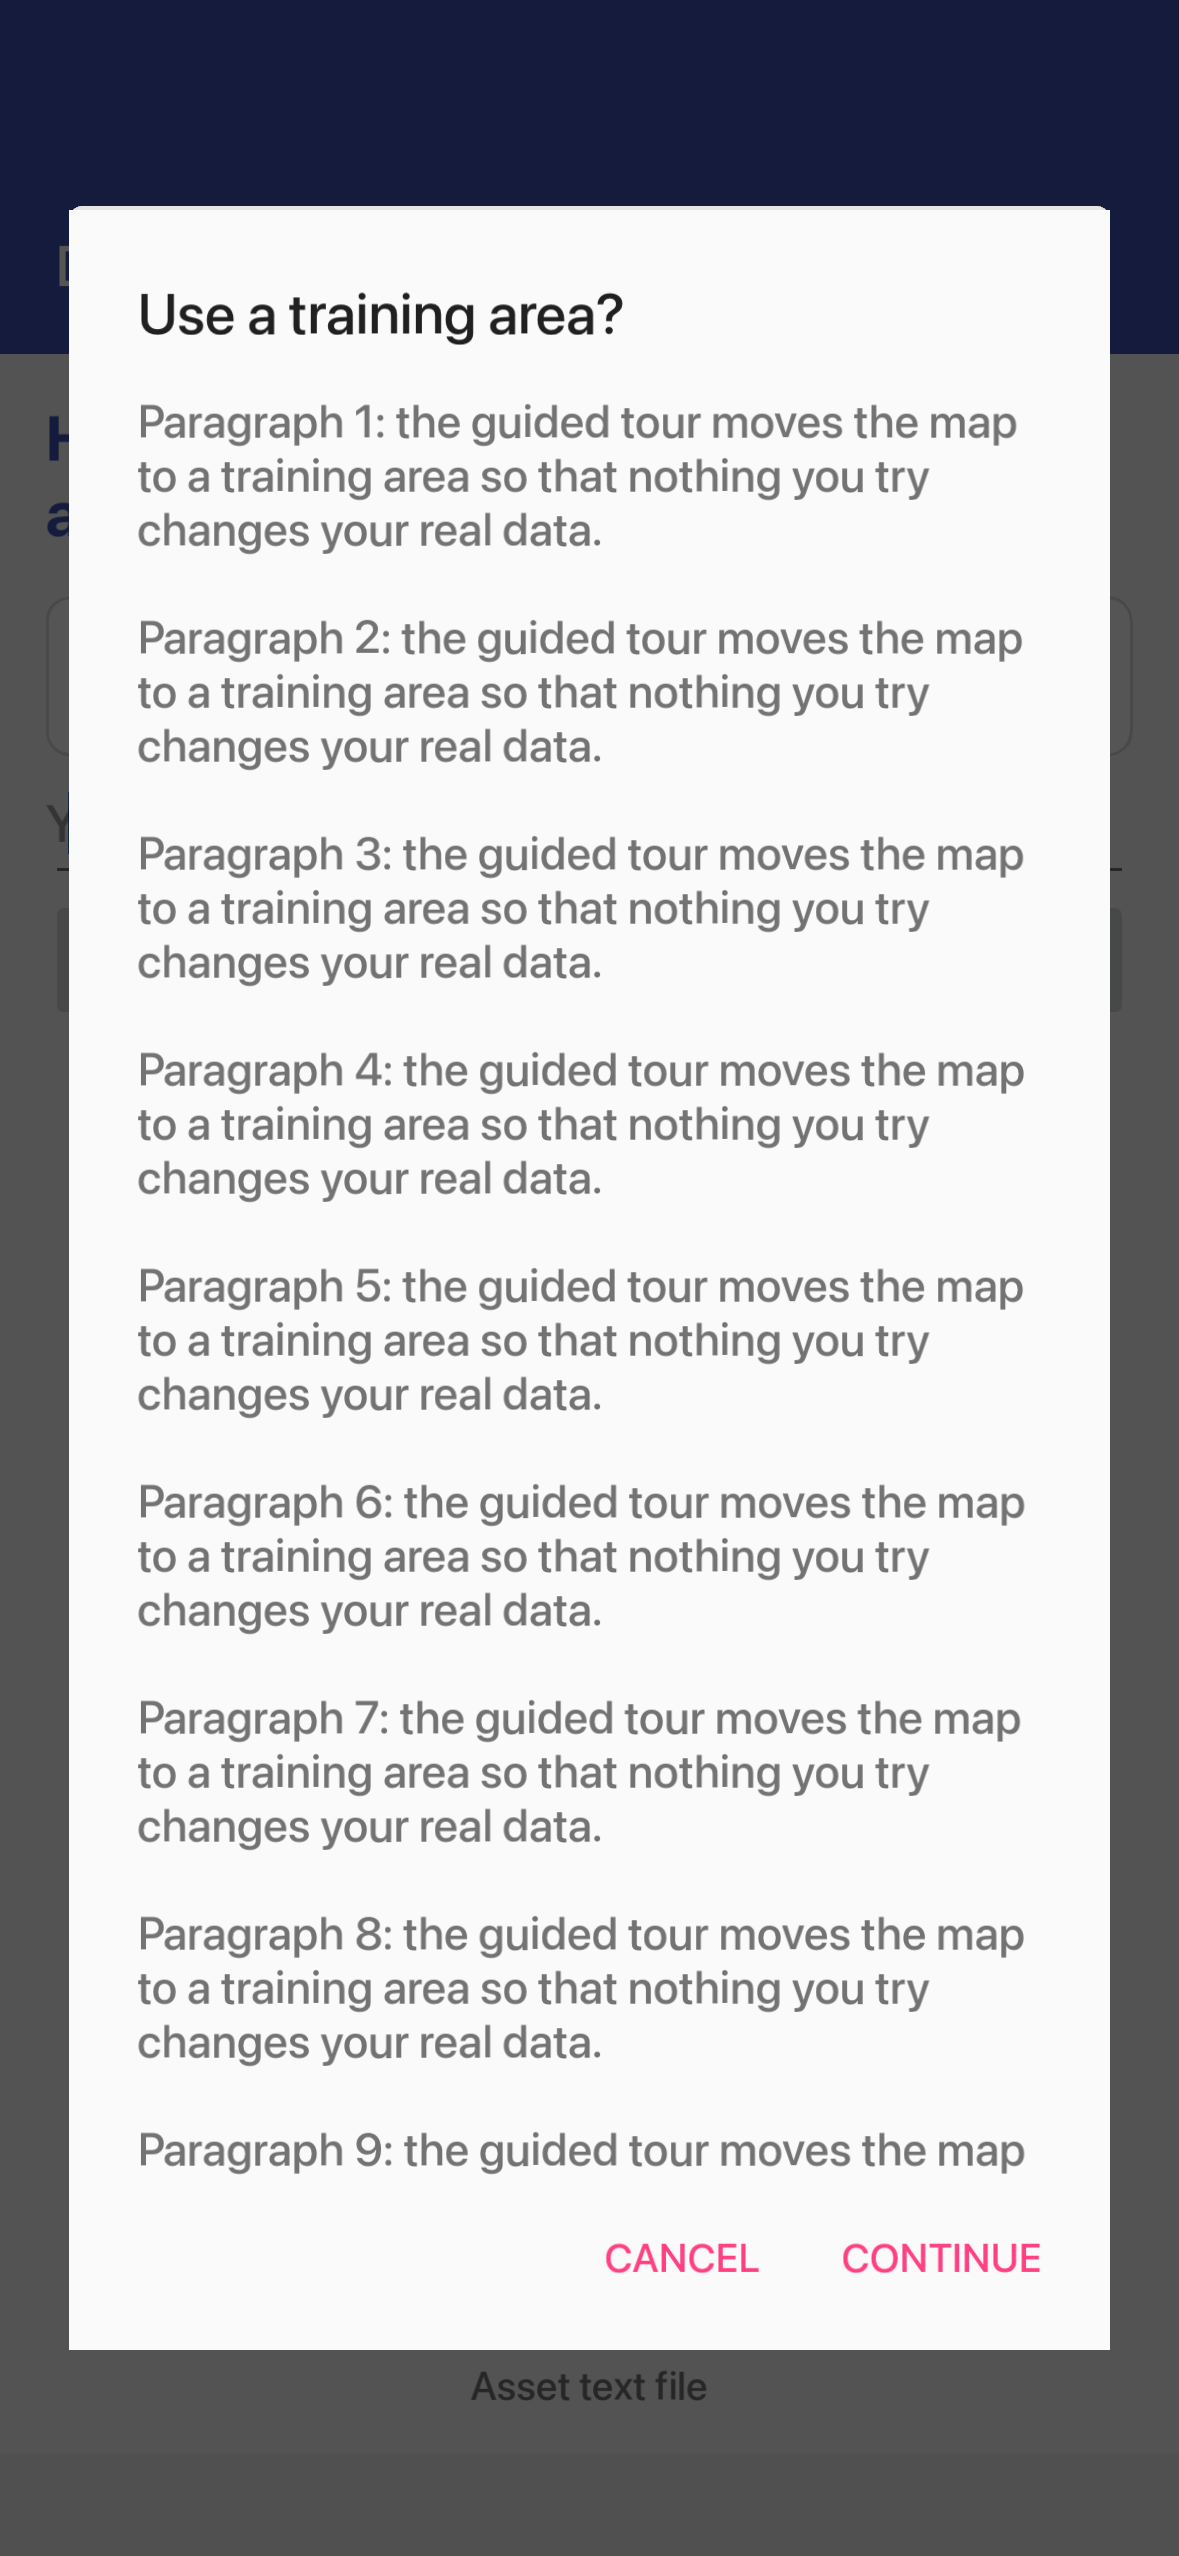 Use a training area?
Paragraph 1: the guided tour moves the map
to a training area so that nothing you try
changes your real data.
Paragraph 2: the guided tour moves the map
to a training area so that nothing you try
changes your real data.
Paragraph 3: the guided tour moves the map
to a training area so that nothing you try
changes your real data.
Paragraph 4: the guided tour moves the map
to a training area so that nothing you try
changes your real data.
Paragraph 5: the guided tour moves the map
to a training area so that nothing you try
changes your real data.
Paragraph 6: the guided tour moves the map
to a training area so that nothing you try
changes your real data.
Paragraph 7: the guided tour moves the map
to a training area so that nothing you try
changes your real data.
Paragraph 8: the guided tour moves the map
to a training area so that nothing you try
changes your real data.
Paragraph 9: the guided tour moves the map
CANCEL CONTINUE
Asset text file